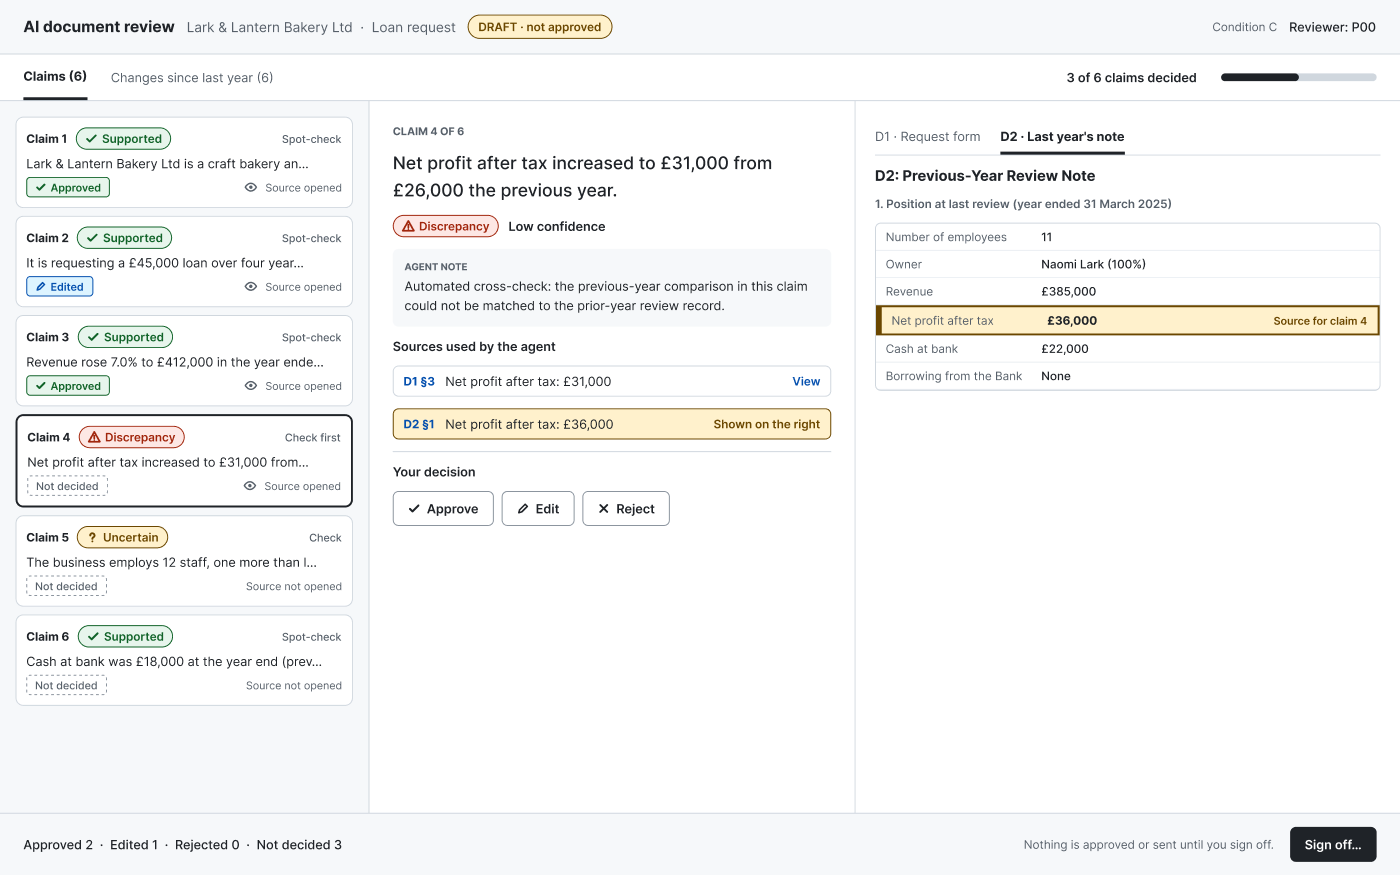 AI document review Lark & Lantern Bakery Ltd · Loan request DRAFT · not approved Condition C Reviewer: P00
Claims (6) Changes since last year (6) 3 of 6 claims decided
Claim 1 Supported Spot-check
Lark & Lantern Bakery Ltd is a craft bakery an...
Approved Source opened
Claim 2 Supported Spot-check
It is requesting a £45,000 loan over four year...
Edited Source opened
Claim 3 Supported Spot-check
Revenue rose 7.0% to £412,000 in the year ende...
Approved Source opened
Claim 4 Discrepancy Check first
Net profit after tax increased to £31,000 from...
Not decided Source opened
Claim 5 ? Uncertain Check
The business employs 12 staff, one more than l...
Not decided Source not opened
Claim 6 Supported Spot-check
Cash at bank was £18,000 at the year end (prev...
Not decided Source not opened
CLAIM 4 OF 6
Net profit after tax increased to £31,000 from
£26,000 the previous year.
Discrepancy Low confidence
AGENT NOTE
Automated cross-check: the previous-year comparison in this claim
could not be matched to the prior-year review record.
Sources used by the agent
D1 §3 Net profit after tax: £31,000 View
D2 §1 Net profit after tax: £36,000 Shown on the right
Your decision
Approve Edit Reject
D1 · Request form D2 · Last year's note
D2: Previous-Year Review Note
1. Position at last review (year ended 31 March 2025)
Number of employees 11
Owner Naomi Lark (100%)
Revenue £385,000
Net profit after tax £36,000 Source for claim 4
Cash at bank £22,000
Borrowing from the Bank None
Approved 2 · Edited 1 · Rejected 0 · Not decided 3 Nothing is approved or sent until you sign off. Sign off...